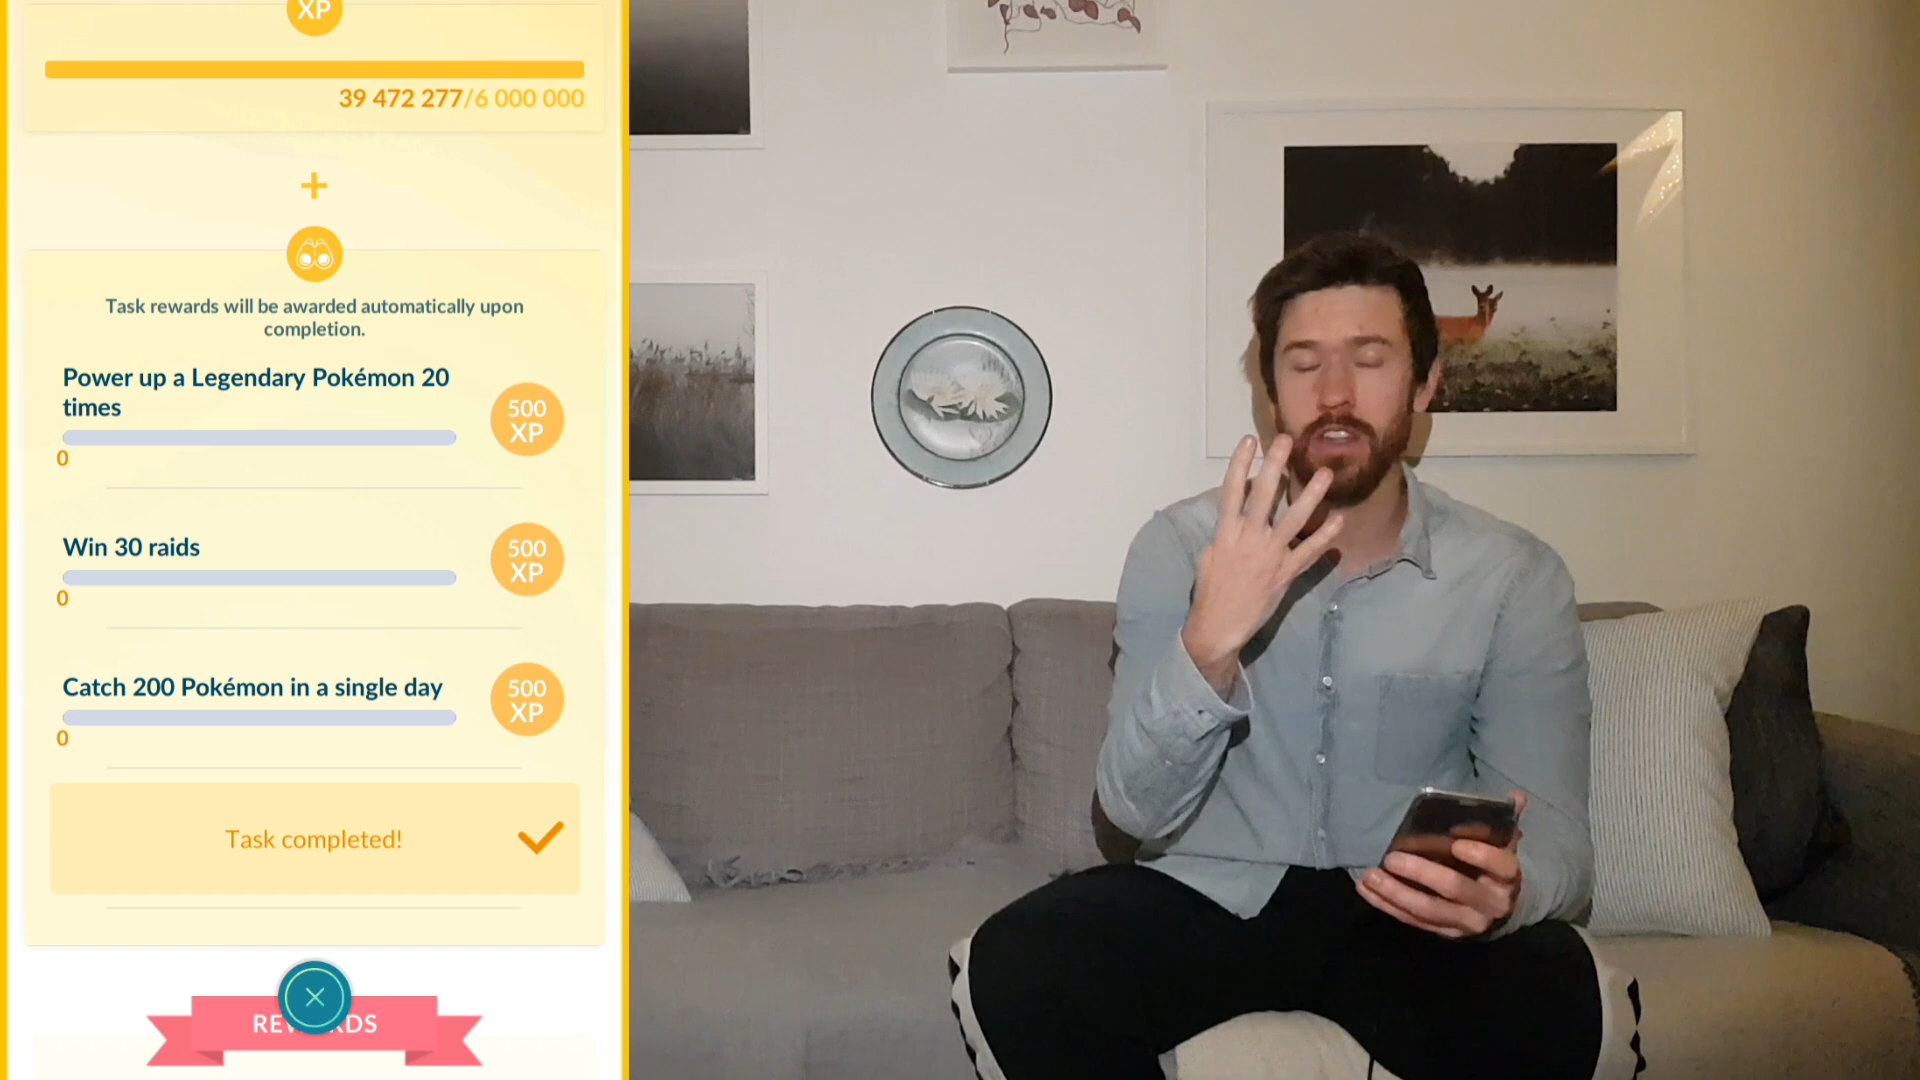 XP
39 472 277/6 000 000
Task rewards will be awarded automatically upon
completion.
Power up a Legendary Pokémon 20
times
500
XP
0
Win 30 raids
500
XP
0
Catch 200 Pokémon in a single day
500
XP
0
Task completed!